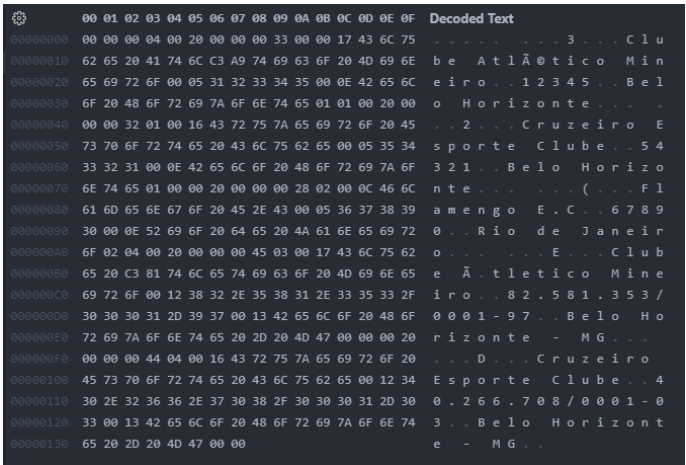 00 01 02 03 04 05 06 07 08 09 0A 0B 0C 0D 0E 0F Decoded Text
00000000 00 00 00 04 00 20 00 00 00 33 00 00 17 43 6C 75 . . . . .   . . . 3 . . . C l u
00000010 62 65 20 41 74 6C C3 A9 74 69 63 6F 20 4D 69 6E b e   A t l Ã © t i c o   M i n
00000020 65 69 72 6F 00 05 31 32 33 34 35 00 0E 42 65 6C e i r o . . 1 2 3 4 5 . . B e l
00000030 6F 20 48 6F 72 69 7A 6F 6E 74 65 01 01 00 20 00 o   H o r i z o n t e . . .   .
00000040 00 00 32 01 00 16 43 72 75 7A 65 69 72 6F 20 45 . . 2 . . . C r u z e i r o   E
00000050 73 70 6F 72 74 65 20 43 6C 75 62 65 00 05 35 34 s p o r t e   C l u b e . . 5 4
00000060 33 32 31 00 0E 42 65 6C 6F 20 48 6F 72 69 7A 6F 3 2 1 . . B e l o   H o r i z o
00000070 6E 74 65 01 00 00 20 00 00 00 28 02 00 0C 46 6C n t e . . .   . . . ( . . . F l
00000080 61 6D 65 6E 67 6F 20 45 2E 43 00 05 36 37 38 39 a m e n g o   E . C . . 6 7 8 9
00000090 30 00 0E 52 69 6F 20 64 65 20 4A 61 6E 65 69 72 0 . . R i o   d e   J a n e i r
000000A0 6F 02 04 00 20 00 00 00 45 03 00 17 43 6C 75 62 o . . .   . . . E . . . C l u b
000000B0 65 20 C3 81 74 6C 65 74 69 63 6F 20 4D 69 6E 65 e   Ã . t l e t i c o   M i n e
000000C0 69 72 6F 00 12 38 32 2E 35 38 31 2E 33 35 33 2F i r o . . 8 2 . 5 8 1 . 3 5 3 /
000000D0 30 30 30 31 2D 39 37 00 13 42 65 6C 6F 20 48 6F 0 0 0 1 - 9 7 . . B e l o   H o
000000E0 72 69 7A 6F 6E 74 65 20 2D 20 4D 47 00 00 00 20 r i z o n t e   -   M G . . .
000000F0 00 00 00 44 04 00 16 43 72 75 7A 65 69 72 6F 20 . . . D . . . C r u z e i r o
00000100 45 73 70 6F 72 74 65 20 43 6C 75 62 65 00 12 34 E s p o r t e   C l u b e . . 4
00000110 30 2E 32 36 36 2E 37 30 38 2F 30 30 30 31 2D 30 0 . 2 6 6 . 7 0 8 / 0 0 0 1 - 0
00000120 33 00 13 42 65 6C 6F 20 48 6F 72 69 7A 6F 6E 74 3 . . B e l o   H o r i z o n t
00000130 65 20 2D 20 4D 47 00 00 e   -   M G . .